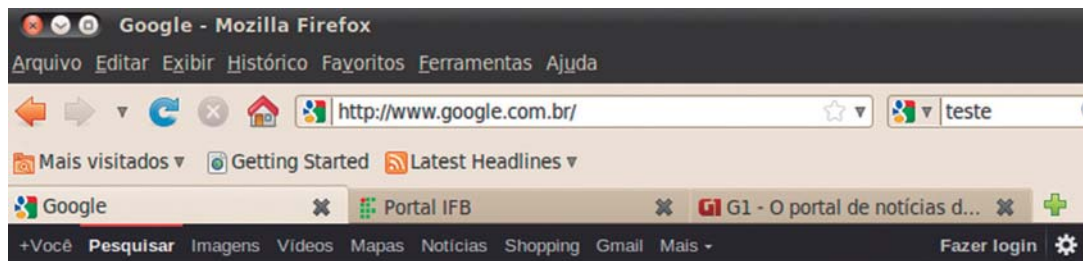 Google - Mozilla Firefox
Arquivo Editar Exibir Histórico Favoritos Ferramentas Ajuda
http://www.google.com.br/ teste
Mais visitados Getting Started Latest Headlines
Google Portal IFB G1 G1 - O portal de notícias d...
+Você Pesquisar Imagens Vídeos Mapas Notícias Shopping Gmail Mais Fazer login